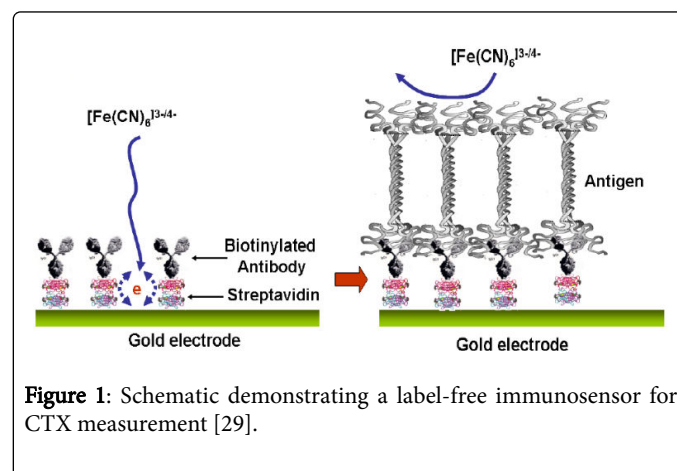 [Fe(CN)₆]³⁻/⁴⁻
[Fe(CN)₆]³⁻/⁴⁻
Antigen
Biotinylated
Antibody
e
Streptavidin
Gold electrode
Gold electrode
Figure 1: Schematic demonstrating a label-free immunosensor for
CTX measurement [29].